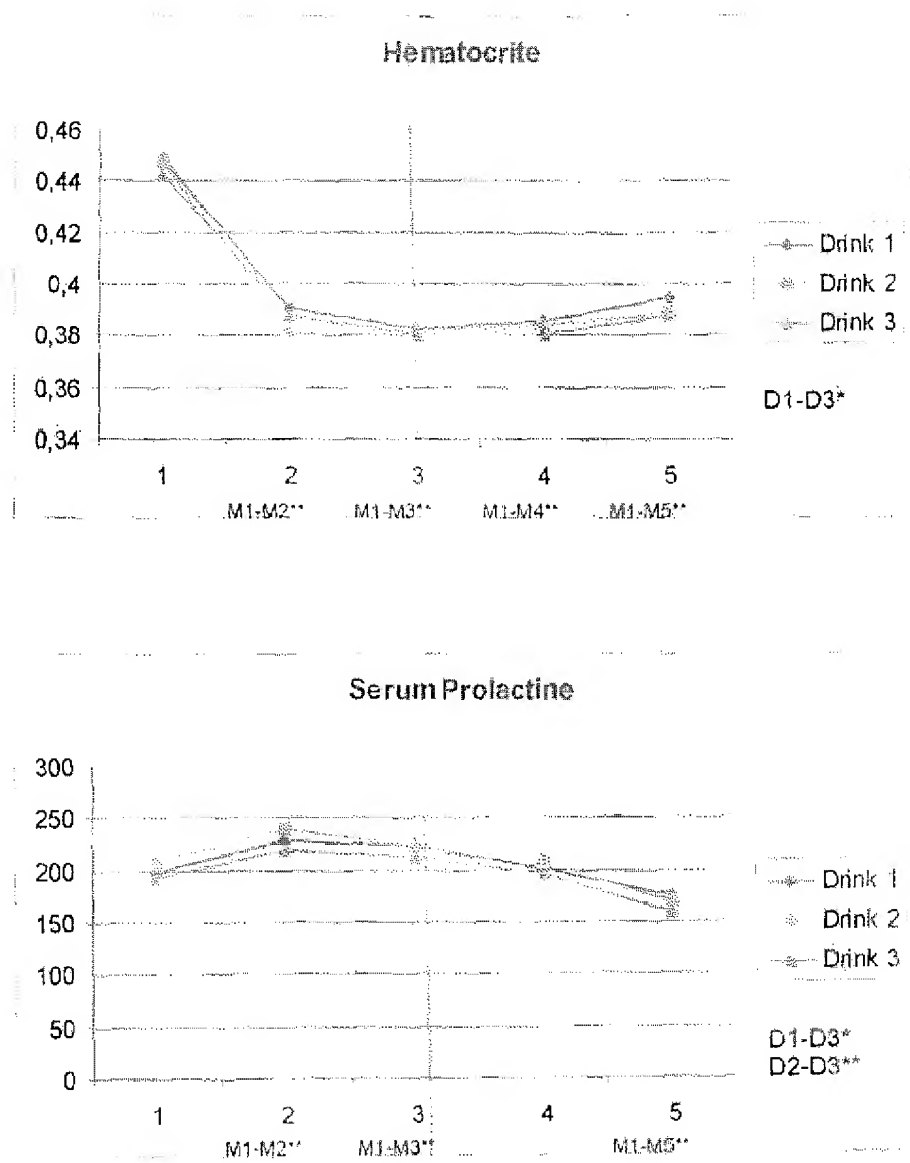 Hematocrite
0,46
0,44
0,42
0,4
0,38
0,36
0,34
Drink 1
Drink 2
Drink 3
D1-D3*
1 2 3 4 5
M1-M2** M1-M3** M1-M4** M1-M5**
Serum Prolactine
300
250
200
150
100
50
0
Drink 1
Drink 2
Drink 3
D1-D3*
D2-D3**
1 2 3 4 5
M1-M2** M1-M3** M1-M5**